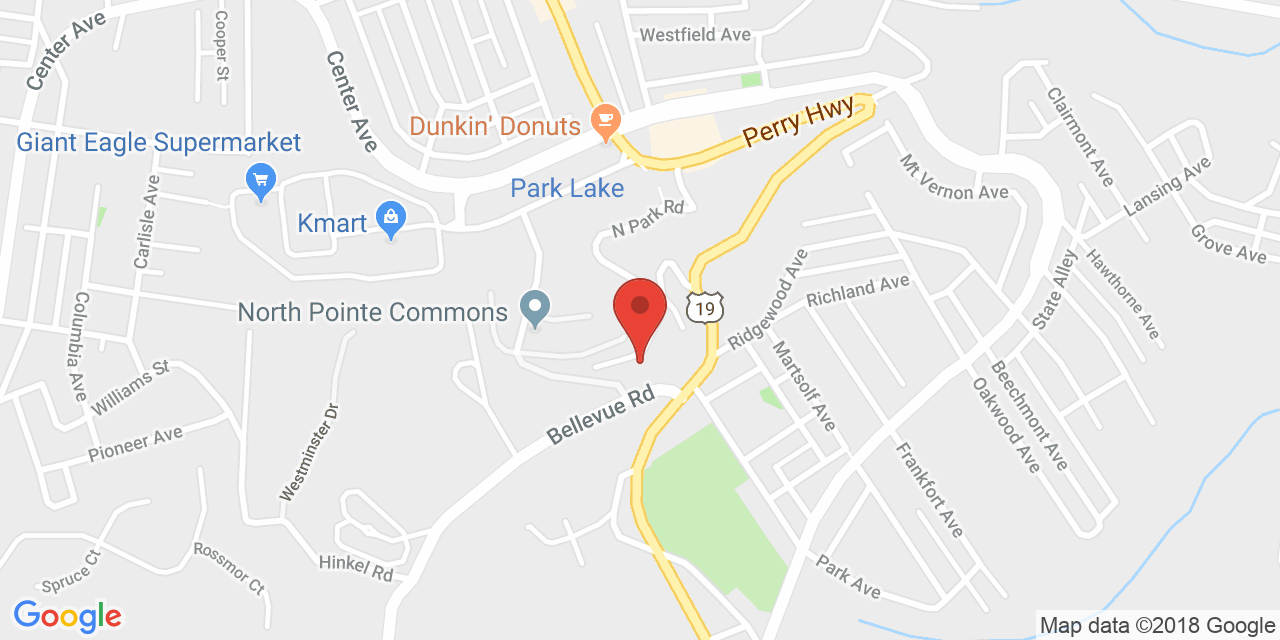 Center Ave
Cooper St
Westfield Ave
Center Ave
Dunkin' Donuts
Perry Hwy
Clairmont Ave
Giant Eagle Supermarket
Park Lake
Mt Vernon Ave
Lansing Ave
Kmart
Carlisle Ave
N Park Rd
Grove Ave
Hawthorne Ave
State Alley
Columbia Ave
North Pointe Commons
19
Ridgewood Ave
Richland Ave
Martsolf Ave
Williams St
Bellevue Rd
Oakwood Ave
Beechmont Ave
Pioneer Ave
Westminster Dr
Frankfort Ave
Spruce Ct
Rossmor Ct
Hinkel Rd
Park Ave
Google
Map data ©2018 Google